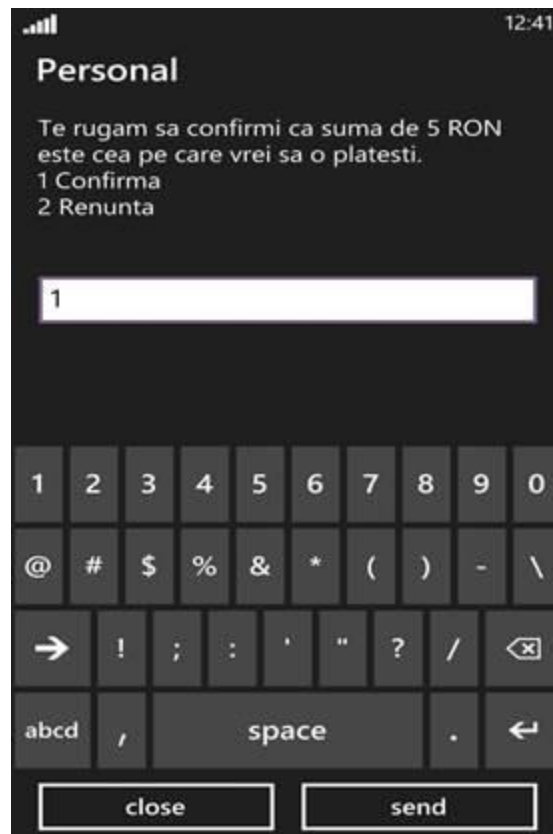 12:41
Personal
Te rugam sa confirmi ca suma de 5 RON
este cea pe care vrei sa o platesti.
1 Confirma
2 Renunta
1
1 2 3 4 5 6 7 8 9 0
@ # $ % & * ( ) - \
! ; : ' " ? /
abcd , space .
close send